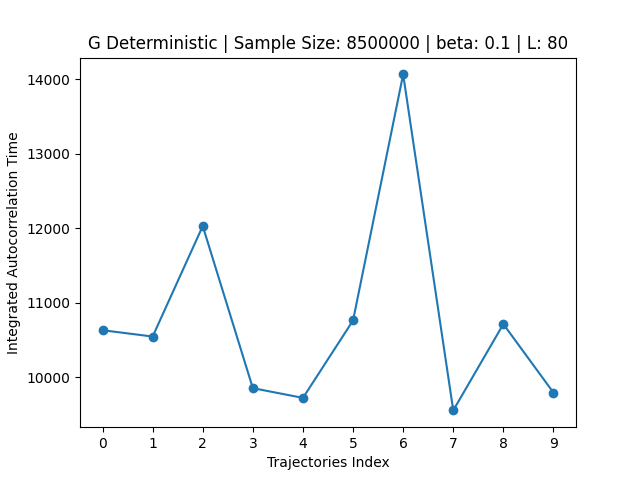 G Deterministic | Sample Size: 8500000 | beta: 0.1 | L: 80
Integrated Autocorrelation Time
14000
13000
12000
11000
10000
0 1 2 3 4 5 6 7 8 9
Trajectories Index